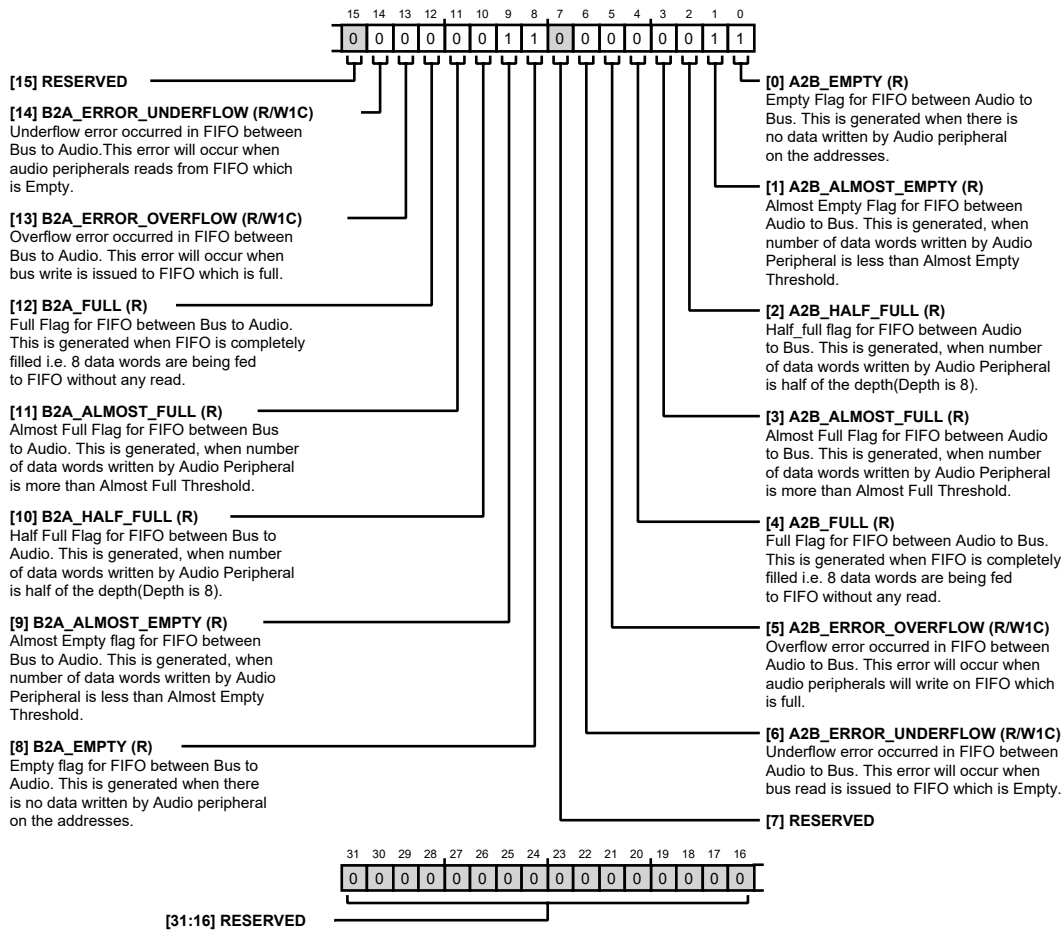 15 14 13 12 11 10 9 8 7 6 5 4 3 2 1 0
0 0 0 0 0 0 1 1 0 0 0 0 0 0 1 1
[15] RESERVED
[14] B2A_ERROR_UNDERFLOW (R/W1C)
Underflow error occurred in FIFO between
Bus to Audio.This error will occur when
audio peripherals reads from FIFO which
is Empty.
[13] B2A_ERROR_OVERFLOW (R/W1C)
Overflow error occurred in FIFO between
Bus to Audio. This error will occur when
bus write is issued to FIFO which is full.
[12] B2A_FULL (R)
Full Flag for FIFO between Bus to Audio.
This is generated when FIFO is completely
filled i.e. 8 data words are being fed
to FIFO without any read.
[11] B2A_ALMOST_FULL (R)
Almost Full Flag for FIFO between Bus
to Audio. This is generated, when number
of data words written by Audio Peripheral
is more than Almost Full Threshold.
[10] B2A_HALF_FULL (R)
Half Full Flag for FIFO between Bus to
Audio. This is generated, when number
of data words written by Audio Peripheral
is half of the depth(Depth is 8).
[9] B2A_ALMOST_EMPTY (R)
Almost Empty flag for FIFO between
Bus to Audio. This is generated, when
number of data words written by Audio
Peripheral is less than Almost Empty
Threshold.
[8] B2A_EMPTY (R)
Empty flag for FIFO between Bus to
Audio. This is generated when there
is no data written by Audio peripheral
on the addresses.
[0] A2B_EMPTY (R)
Empty Flag for FIFO between Audio to
Bus. This is generated when there is
no data written by Audio peripheral
on the addresses.
[1] A2B_ALMOST_EMPTY (R)
Almost Empty Flag for FIFO between
Audio to Bus. This is generated, when
number of data words written by Audio
Peripheral is less than Almost Empty
Threshold.
[2] A2B_HALF_FULL (R)
Half_full flag for FIFO between Audio
to Bus. This is generated, when number
of data words written by Audio Peripheral
is half of the depth(Depth is 8).
[3] A2B_ALMOST_FULL (R)
Almost Full Flag for FIFO between Audio
to Bus. This is generated, when number
of data words written by Audio Peripheral
is more than Almost Full Threshold.
[4] A2B_FULL (R)
Full Flag for FIFO between Audio to Bus.
This is generated when FIFO is completely
filled i.e. 8 data words are being fed
to FIFO without any read.
[5] A2B_ERROR_OVERFLOW (R/W1C)
Overflow error occurred in FIFO between
Audio to Bus. This error will occur when
audio peripherals will write on FIFO which
is full.
[6] A2B_ERROR_UNDERFLOW (R/W1C)
Underflow error occurred in FIFO between
Audio to Bus. This error will occur when
bus read is issued to FIFO which is Empty.
[7] RESERVED
31 30 29 28 27 26 25 24 23 22 21 20 19 18 17 16
0 0 0 0 0 0 0 0 0 0 0 0 0 0 0 0
[31:16] RESERVED